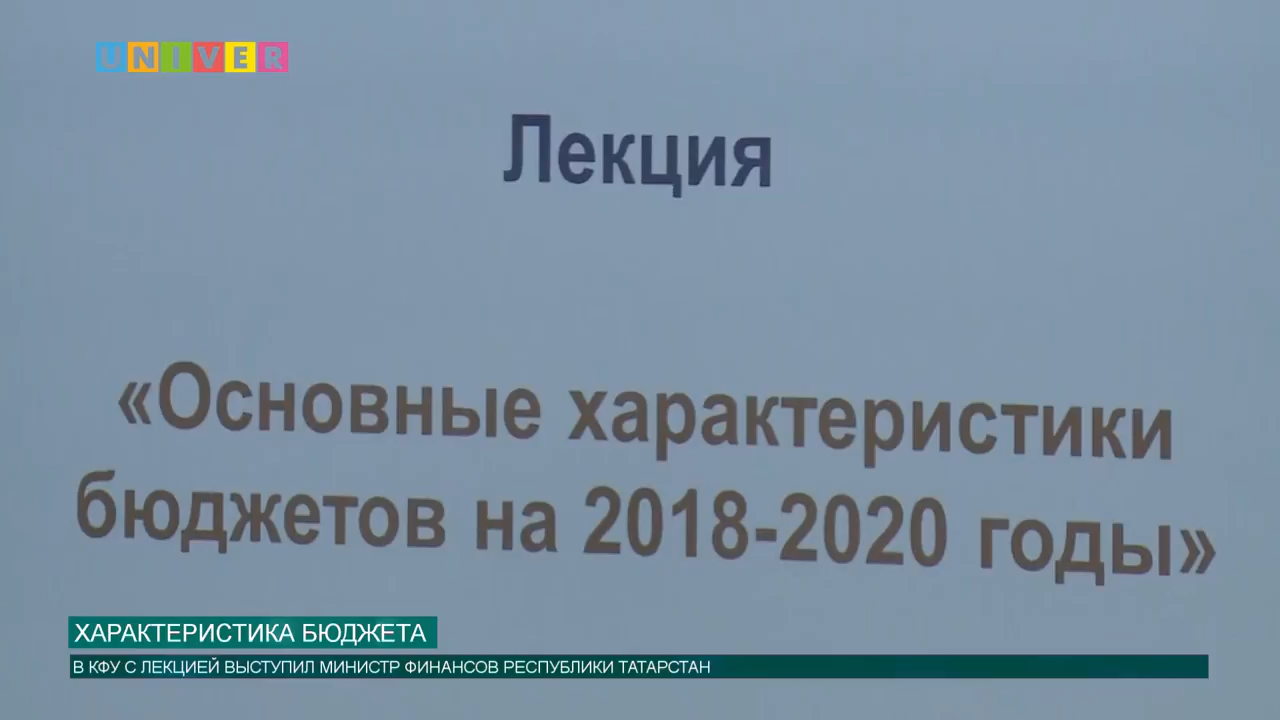 UNIVER
Лекция
«Основные характеристики
бюджетов на 2018-2020 годы»
ХАРАКТЕРИСТИКА БЮДЖЕТА
В КФУ С ЛЕКЦИЕЙ ВЫСТУПИЛ МИНИСТР ФИНАНСОВ РЕСПУБЛИКИ ТАТАРСТАН